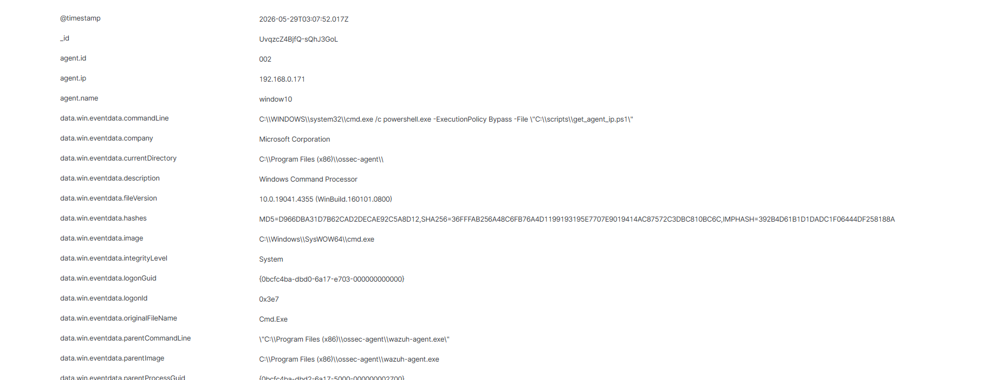 @timestamp 2026-05-29T03:07:52.017Z
_id UvqzcZ4BjfQ-sQhJ3GoL
agent.id 002
agent.ip 192.168.0.171
agent.name window10
data.win.eventdata.commandLine C:\\WINDOWS\\system32\\cmd.exe /c powershell.exe -ExecutionPolicy Bypass -File \"C:\\scripts\\get_agent_ip.ps1\"
data.win.eventdata.company Microsoft Corporation
data.win.eventdata.currentDirectory C:\\Program Files (x86)\\ossec-agent\\
data.win.eventdata.description Windows Command Processor
data.win.eventdata.fileVersion 10.0.19041.4355 (WinBuild.160101.0800)
data.win.eventdata.hashes MD5=D966DBA31D7B62CAD2DECAE92C5A8D12,SHA256=36FFFAB256A48C6FB76A4D1199193195E7707E9019414AC87572C3DBC810BC6C,IMPHASH=392B4D61B1D1DADC1F06444DF258188A
data.win.eventdata.image C:\\Windows\\SysWOW64\\cmd.exe
data.win.eventdata.integrityLevel System
data.win.eventdata.logonGuid {0bcfc4ba-dbd0-6a17-e703-000000000000}
data.win.eventdata.logonId 0x3e7
data.win.eventdata.originalFileName Cmd.Exe
data.win.eventdata.parentCommandLine \"C:\\Program Files (x86)\\ossec-agent\\wazuh-agent.exe\"
data.win.eventdata.parentImage C:\\Program Files (x86)\\ossec-agent\\wazuh-agent.exe
data.win.eventdata.parentProcessGuid {0bcfc4ba-dbd2-6a17-5000-000000002700}